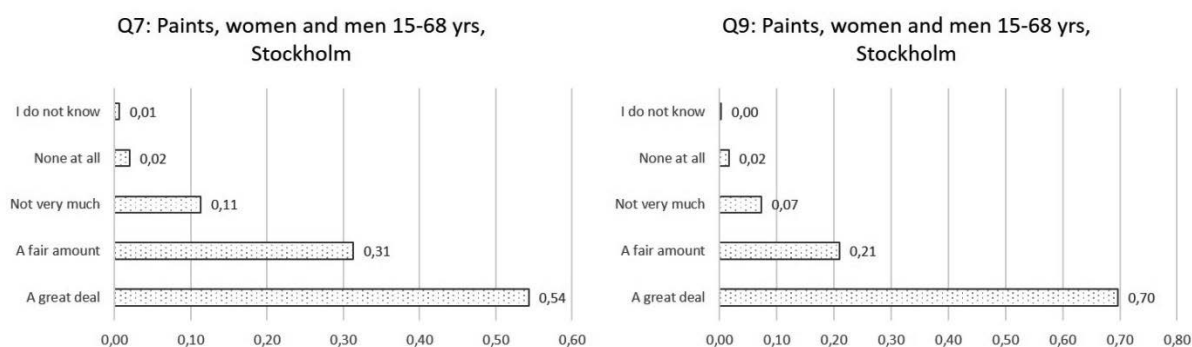 Q7: Paints, women and men 15-68 yrs,
Stockholm
I do not know
0,01
None at all
0,02
Not very much
0,11
A fair amount
0,31
A great deal
0,54
0,00 0,10 0,20 0,30 0,40 0,50 0,60
Q9: Paints, women and men 15-68 yrs,
Stockholm
I do not know
0,00
None at all
0,02
Not very much
0,07
A fair amount
0,21
A great deal
0,70
0,00 0,10 0,20 0,30 0,40 0,50 0,60 0,70 0,80